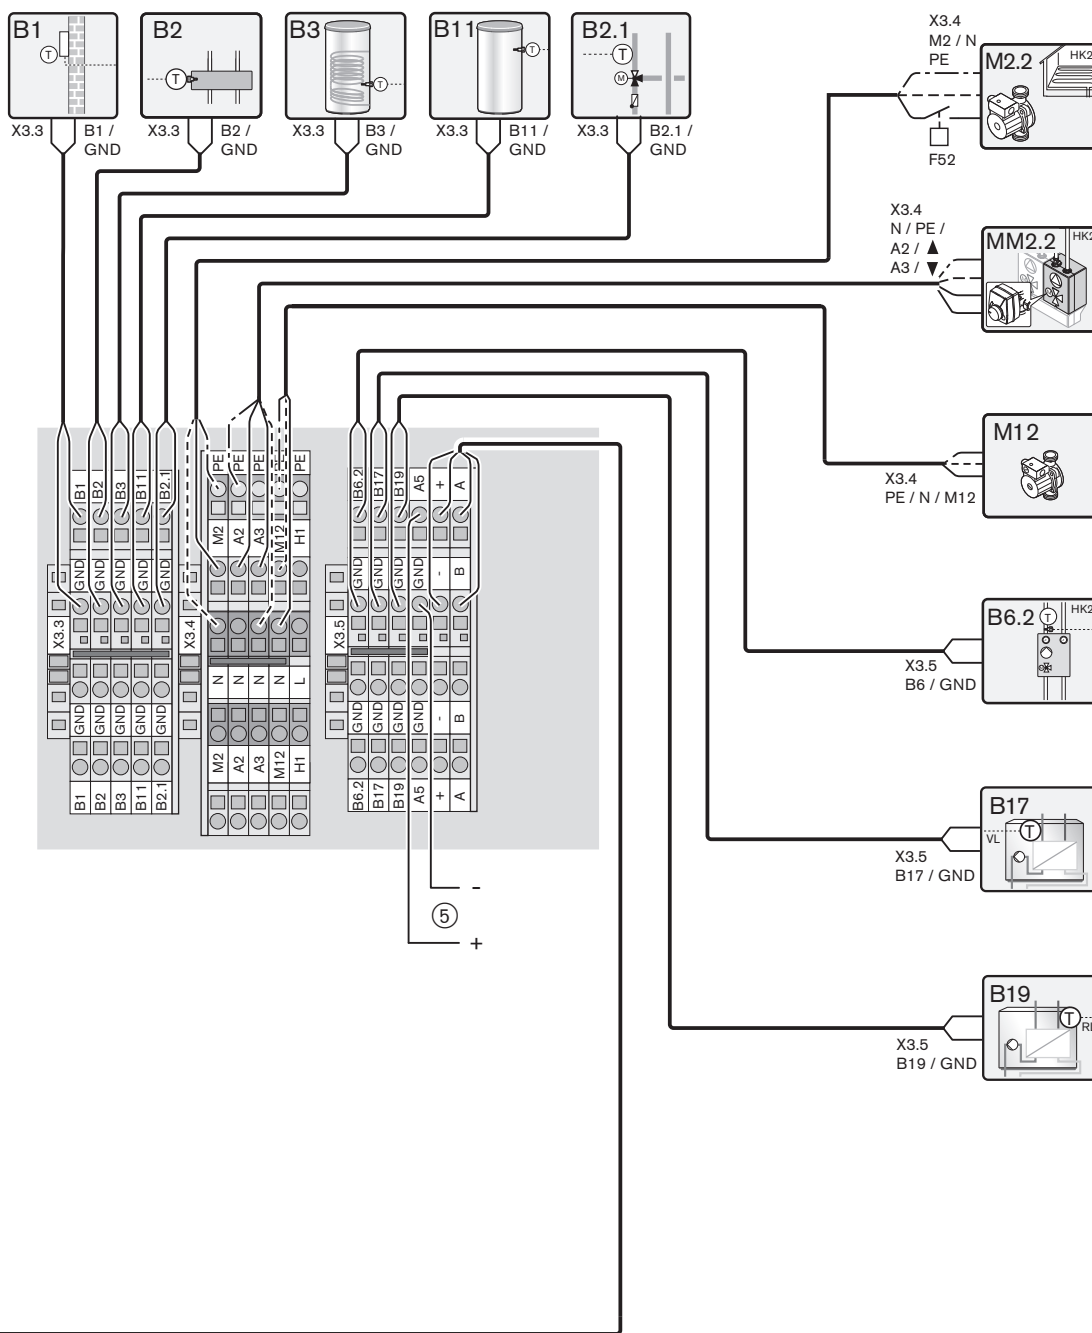 B1
T
X3.3
B1 /
GND
B2
T
X3.3
B2 /
GND
B3
T
X3.3
B3 /
GND
B11
T
X3.3
B11 /
GND
B2.1
T
M
X3.3
B2.1 /
GND
X3.4
M2 / N
PE
F52
M2.2
HK2
X3.4
N / PE /
A2 / ▲
A3 / ▼
MM2.2
HK2
M12
X3.4
PE / N / M12
B6.2
T
HK2
X3.5
B6 / GND
B17
VL
T
X3.5
B17 / GND
B19
T
X3.5
B19 / GND
X3.3
B1 B2 B3 B11 B2.1
GND GND GND GND GND
GND GND GND GND GND
B1 B2 B3 B11 B2.1
X3.4
PE PE PE PE
M2 A2 A3 M12 H1
N N N N L
M2 A2 A3 M12 H1
X3.5
B6.2 B17 B19 A5 + A
GND GND GND GND - B
GND GND GND GND - B
B6.2 B17 B19 A5 + A
-
5
+